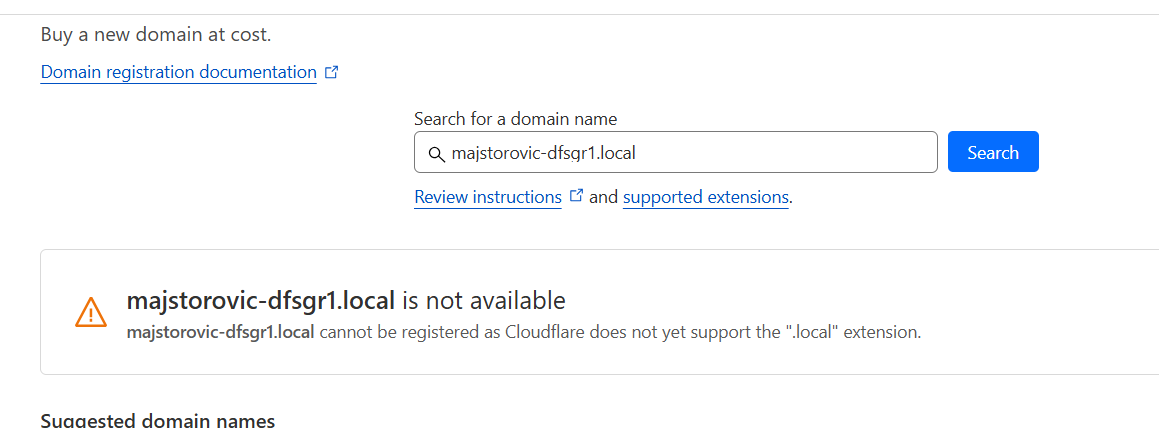 Buy a new domain at cost.
Domain registration documentation
Search for a domain name
majstorovic-dfsgr1.local
Search
Review instructions and supported extensions.
majstorovic-dfsgr1.local is not available
majstorovic-dfsgr1.local cannot be registered as Cloudflare does not yet support the ".local" extension.
Suggested domain names